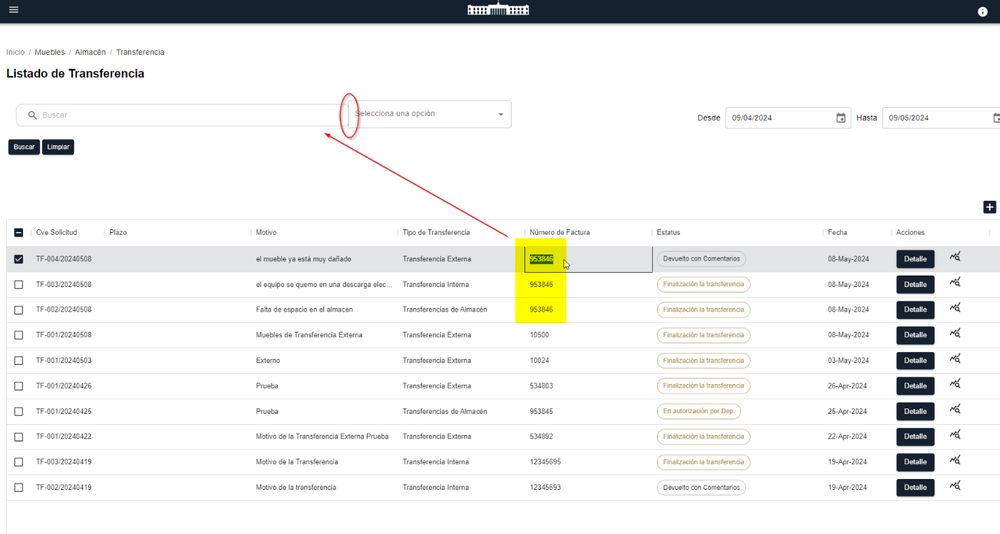 Inicio / Muebles / Almacén / Transferencia
Listado de Transferencia
Buscar
Selecciona una opción
Desde 09/04/2024 Hasta 09/05/2024
Buscar Limpiar
Cve Solicitud Plazo Motivo Tipo de Transferencia Número de Factura Estatus Fecha Acciones
TF-004/20240508 el mueble ya está muy dañado Transferencia Externa 953846 Devuelto con Comentarios 08-May-2024 Detalle
TF-003/20240508 el equipo se quemo en una descarga elec... Transferencia Interna 953846 Finalización la transferencia 08-May-2024 Detalle
TF-002/20240508 Falta de espacio en el almacen Transferencias de Almacén 953846 Finalización la transferencia 08-May-2024 Detalle
TF-001/20240508 Muebles de Transferencia Externa Transferencia Externa 10500 Finalización la transferencia 08-May-2024 Detalle
TF-001/20240503 Externo Transferencia Externa 10024 Finalización la transferencia 03-May-2024 Detalle
TF-001/20240426 Prueba Transferencia Externa 534803 Finalización la transferencia 26-Apr-2024 Detalle
TF-001/20240425 Prueba Transferencias de Almacén 953845 En autorización por Dep. 25-Apr-2024 Detalle
TF-001/20240422 Motivo de la Transferencia Externa Prueba Transferencia Externa 534892 Finalización la transferencia 22-Apr-2024 Detalle
TF-003/20240419 Motivo de la Transferencia Transferencia Interna 12345695 Finalización la transferencia 19-Apr-2024 Detalle
TF-002/20240419 Motivo de la transferencia Transferencia Interna 12345693 Devuelto con Comentarios 19-Apr-2024 Detalle